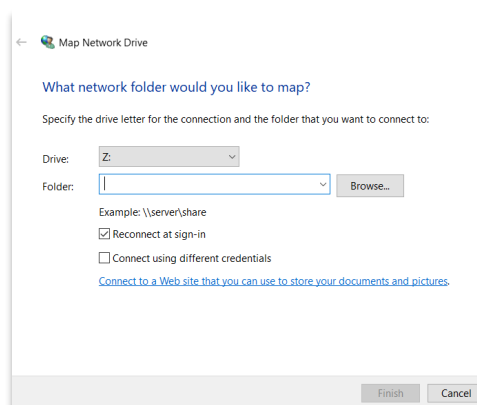 Map Network Drive
What network folder would you like to map?
Specify the drive letter for the connection and the folder that you want to connect to:
Drive: Z:
Folder: Browse...
Example: \\server\share
Reconnect at sign-in
Connect using different credentials
Connect to a Web site that you can use to store your documents and pictures.
Finish Cancel